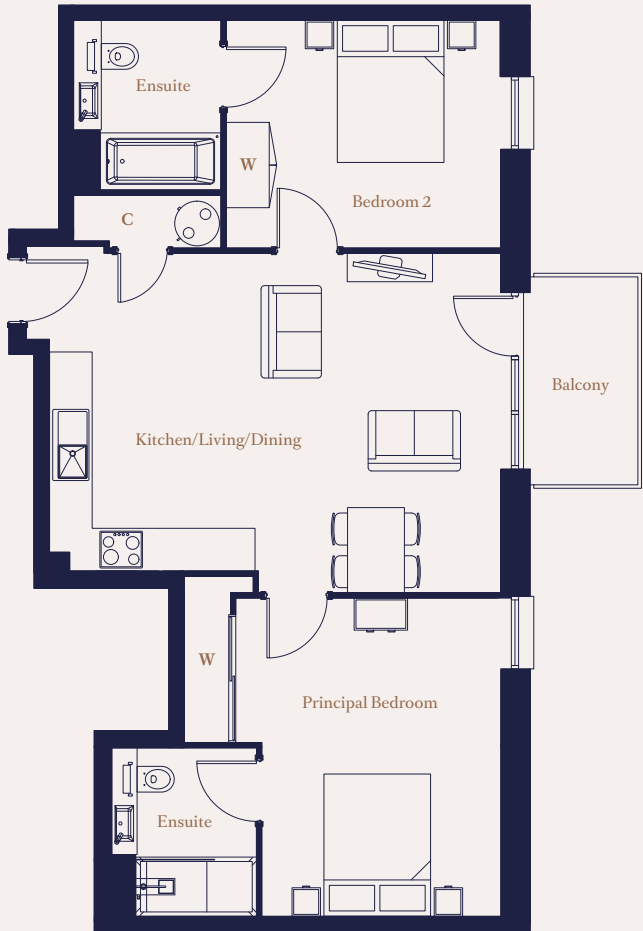 Ensuite
W
Bedroom 2
C
Balcony
Kitchen/Living/Dining
W
Principal Bedroom
Ensuite